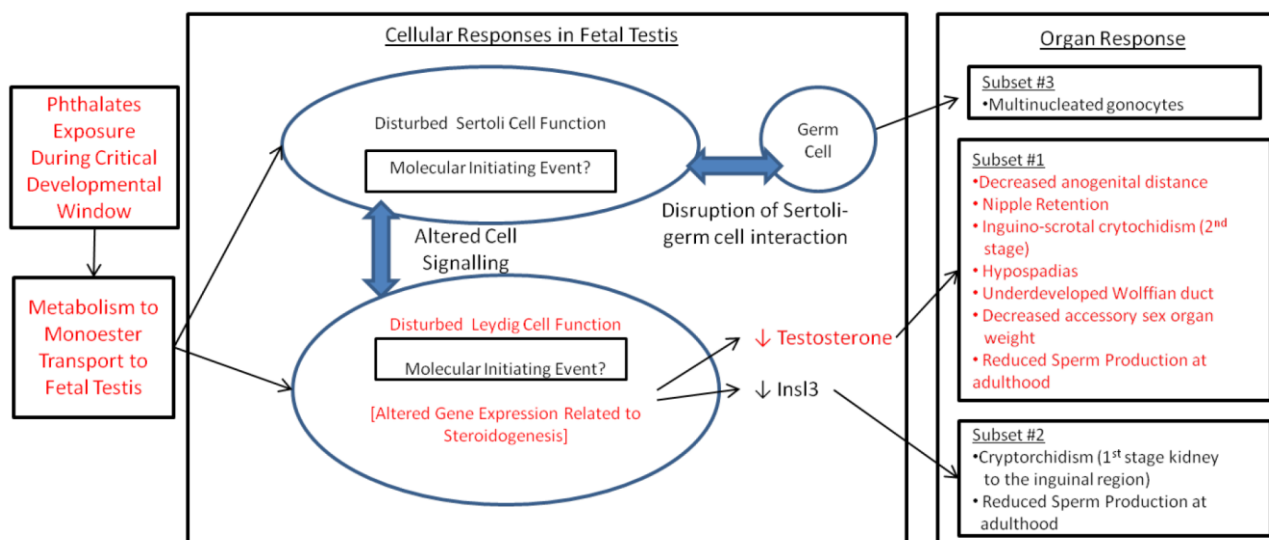 Phthalates
Exposure
During Critical
Developmental
Window
Metabolism to
Monoester
Transport to
Fetal Testis
Cellular Responses in Fetal Testis
Disturbed Sertoli Cell Function
Molecular Initiating Event?
Germ
Cell
Disruption of Sertoli-
germ cell interaction
Altered Cell
Signalling
Disturbed Leydig Cell Function
Molecular Initiating Event?
[Altered Gene Expression Related to
Steroidogenesis]
↓ Testosterone
↓ Insl3
Organ Response
Subset #3
•Multinucleated gonocytes
Subset #1
•Decreased anogenital distance
• Nipple Retention
• Inguino-scrotal crytochidism (2nd
stage)
• Hypospadias
• Underdeveloped Wolffian duct
• Decreased accessory sex organ
weight
• Reduced Sperm Production at
adulthood
Subset #2
•Cryptorchidism (1st stage kidney
to the inguinal region)
• Reduced Sperm Production at
adulthood